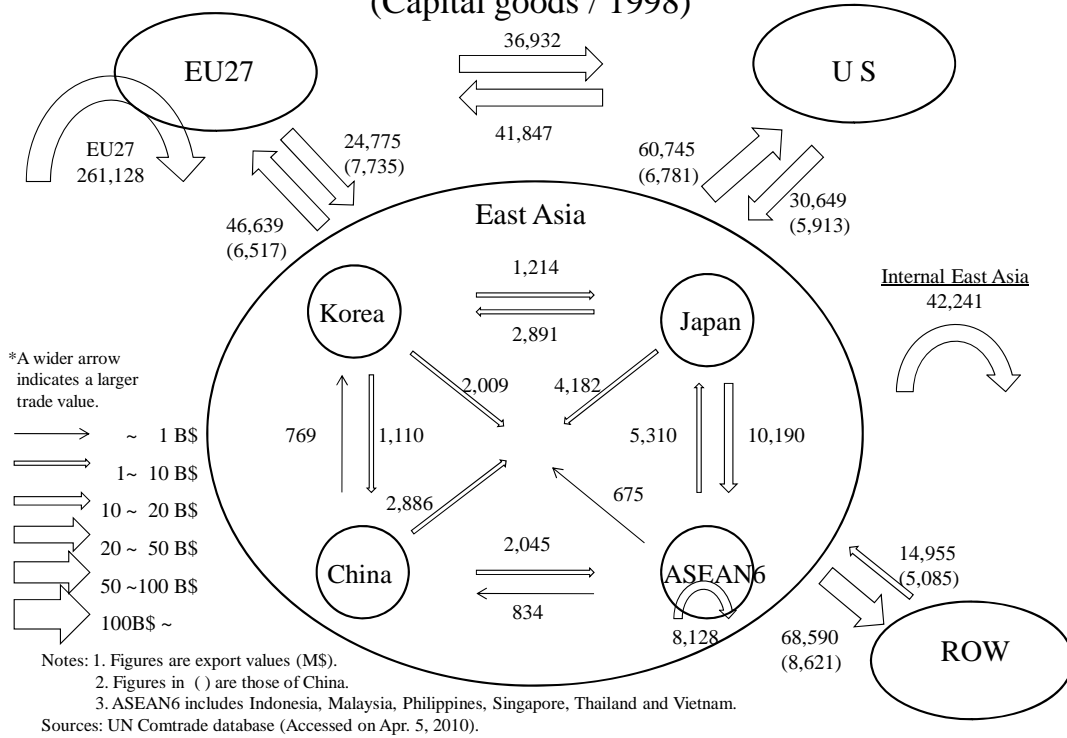 (Capital goods / 1998)
36,932
EU27
U S
41,847
EU27
261,128
24,775
(7,735)
60,745
(6,781)
46,639
(6,517)
30,649
(5,913)
East Asia
Internal East Asia
42,241
1,214
Korea
Japan
2,891
*A wider arrow
indicates a larger
trade value.
2,009
4,182
~ 1 B$
769
1,110
5,310
10,190
1~ 10 B$
2,886
675
10 ~ 20 B$
20 ~ 50 B$
2,045
14,955
(5,085)
China
ASEAN6
50 ~100 B$
834
100B$ ~
8,128
68,590
(8,621)
ROW
Notes: 1. Figures are export values (M$).
2. Figures in ( ) are those of China.
3. ASEAN6 includes Indonesia, Malaysia, Philippines, Singapore, Thailand and Vietnam.
Sources: UN Comtrade database (Accessed on Apr. 5, 2010).